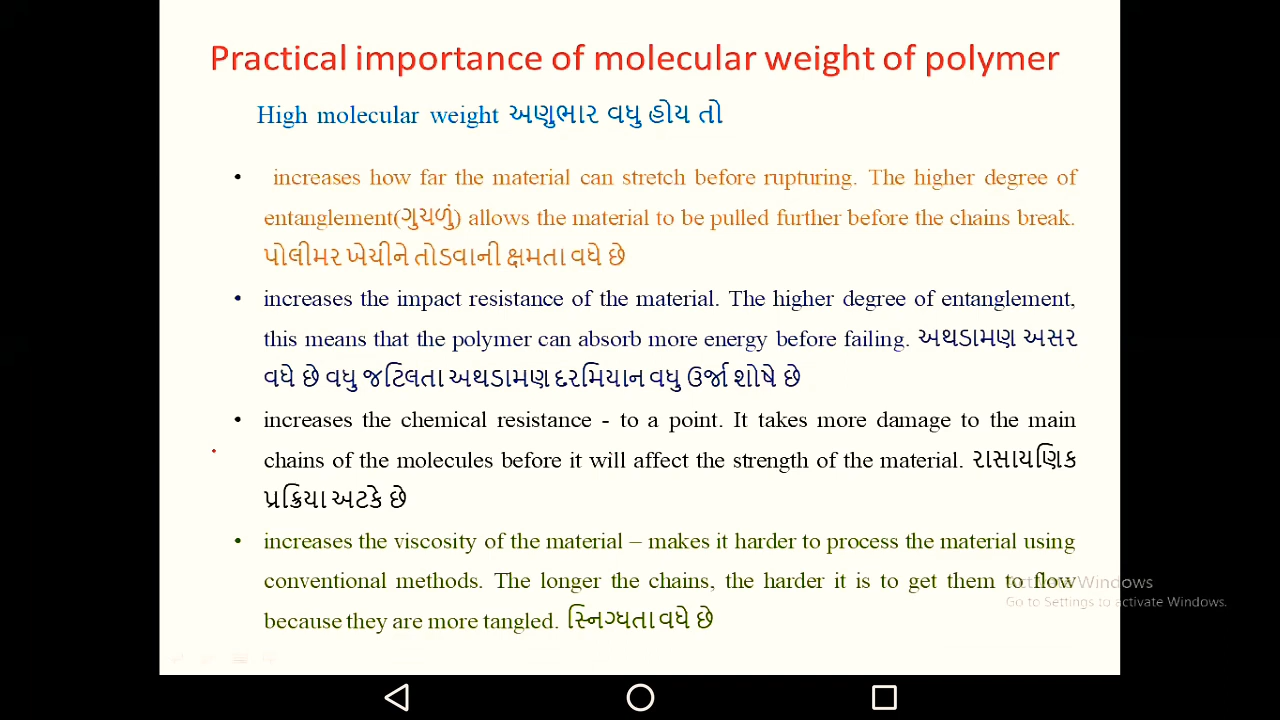 Practical importance of molecular weight of polymer
High molecular weight અણુભાર વધુ હોય તો
• increases how far the material can stretch before rupturing. The higher degree of
entanglement(ગુચળું) allows the material to be pulled further before the chains break.
પોલીમર ખેચીને તોડવાની ક્ષમતા વધે છે
• increases the impact resistance of the material. The higher degree of entanglement,
this means that the polymer can absorb more energy before failing. અથડામણ અસર
વધે છે વધુ જટિલતા અથડામણ દરમિયાન વધુ ઉર્જા શોષે છે
• increases the chemical resistance - to a point. It takes more damage to the main
chains of the molecules before it will affect the strength of the material. રાસાયણિક
પ્રક્રિયા અટકે છે
• increases the viscosity of the material – makes it harder to process the material using
conventional methods. The longer the chains, the harder it is to get them to flow
because they are more tangled. સ્નિગ્ધતા વધે છે
Activate Windows
Go to Settings to activate Windows.